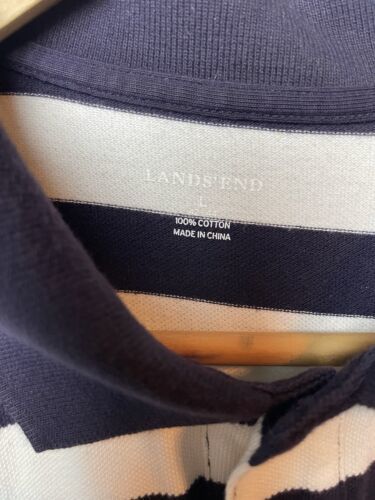 LANDS' END
L
100% COTTON
MADE IN CHINA